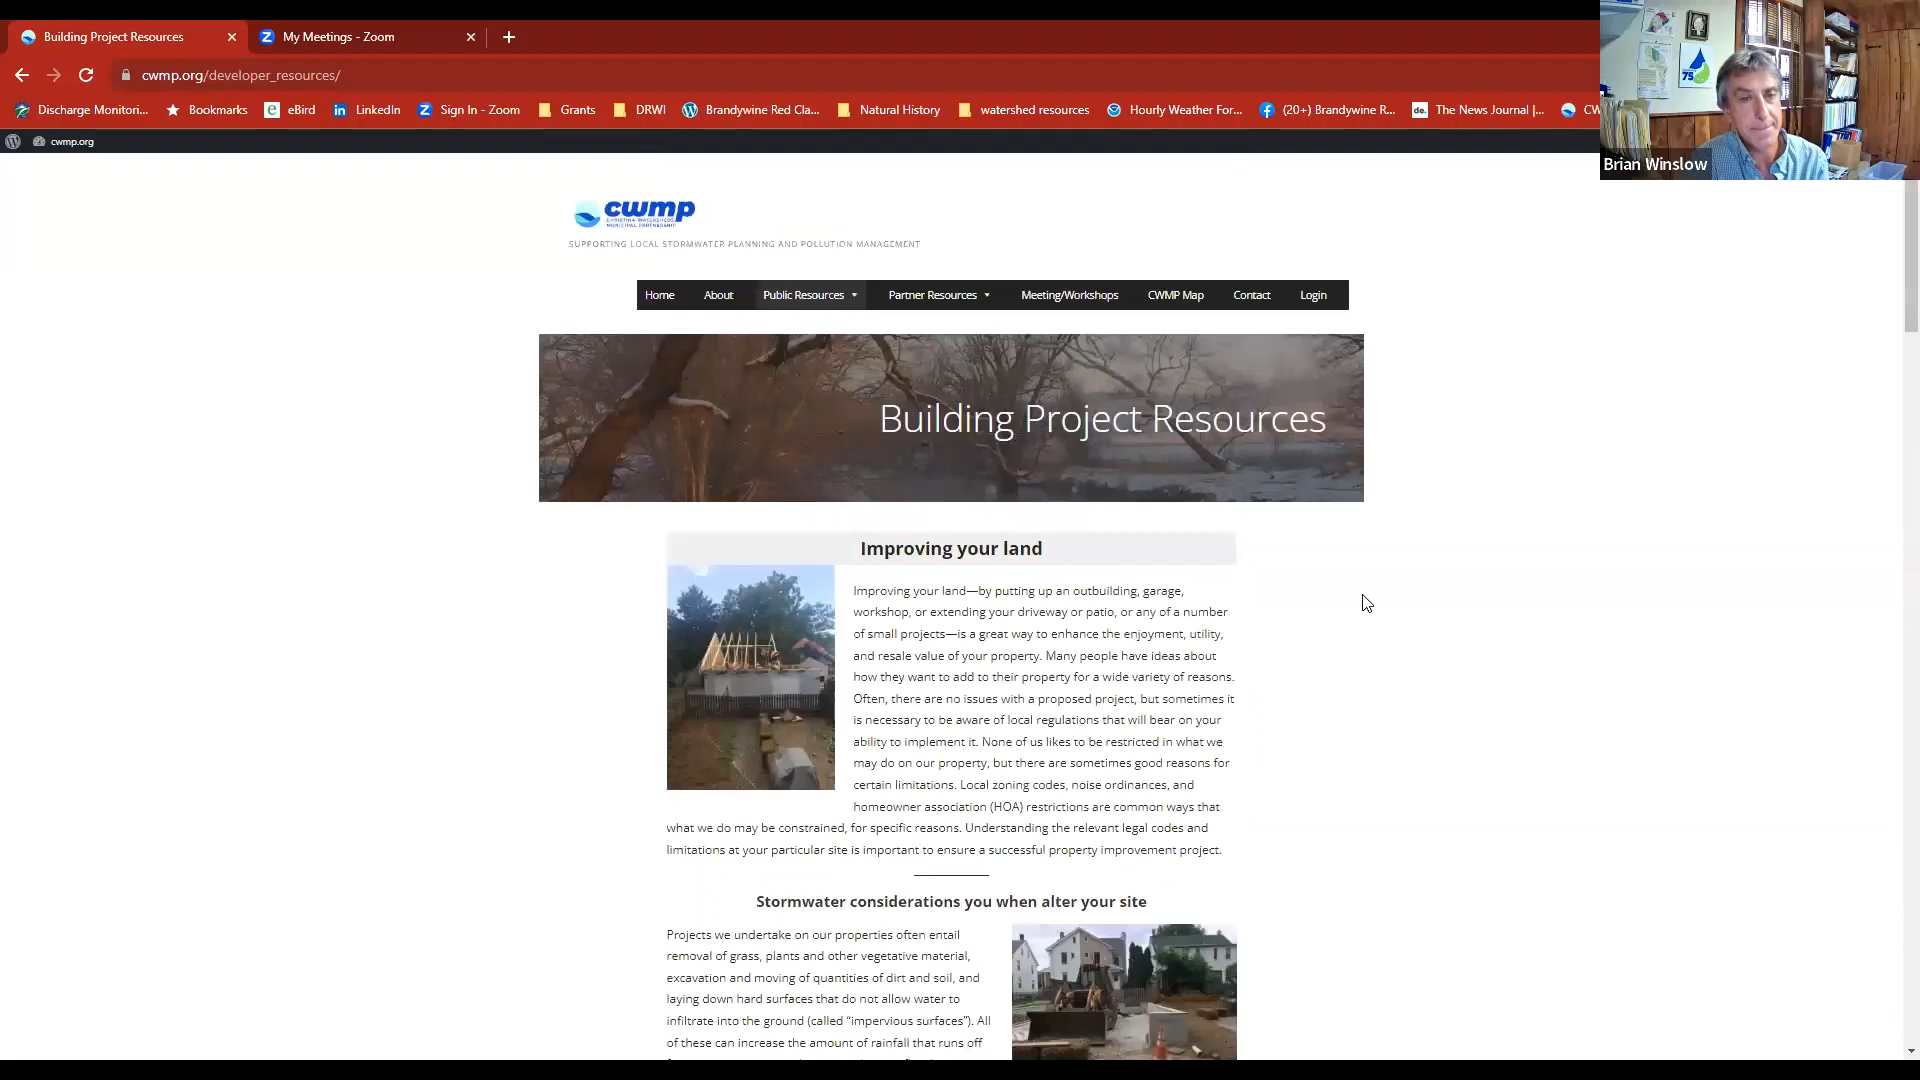 Building Project Resources
My Meetings - Zoom
cwmp.org/developer_resources/
Discharge Monitori...
Bookmarks
eBird
LinkedIn
Sign In - Zoom
Grants
DRWI
Brandywine Red Cla...
Natural History
watershed resources
Hourly Weather For...
(20+) Brandywine R...
de.
The News Journal |...
CW
cwmp.org
75
Brian Winslow
cwmp
CHRISTINA WATERSHEDS
MUNICIPAL PARTNERSHIP
SUPPORTING LOCAL STORMWATER PLANNING AND POLLUTION MANAGEMENT
Home
About
Public Resources
Partner Resources
Meeting/Workshops
CWMP Map
Contact
Login
Building Project Resources
Improving your land
Improving your land—by putting up an outbuilding, garage,
workshop, or extending your driveway or patio, or any of a number
of small projects—is a great way to enhance the enjoyment, utility,
and resale value of your property. Many people have ideas about
how they want to add to their property for a wide variety of reasons.
Often, there are no issues with a proposed project, but sometimes it
is necessary to be aware of local regulations that will bear on your
ability to implement it. None of us likes to be restricted in what we
may do on our property, but there are sometimes good reasons for
certain limitations. Local zoning codes, noise ordinances, and
homeowner association (HOA) restrictions are common ways that
what we do may be constrained, for specific reasons. Understanding the relevant legal codes and
limitations at your particular site is important to ensure a successful property improvement project.
Stormwater considerations you when alter your site
Projects we undertake on our properties often entail
removal of grass, plants and other vegetative material,
excavation and moving of quantities of dirt and soil, and
laying down hard surfaces that do not allow water to
infiltrate into the ground (called “impervious surfaces”). All
of these can increase the amount of rainfall that runs off